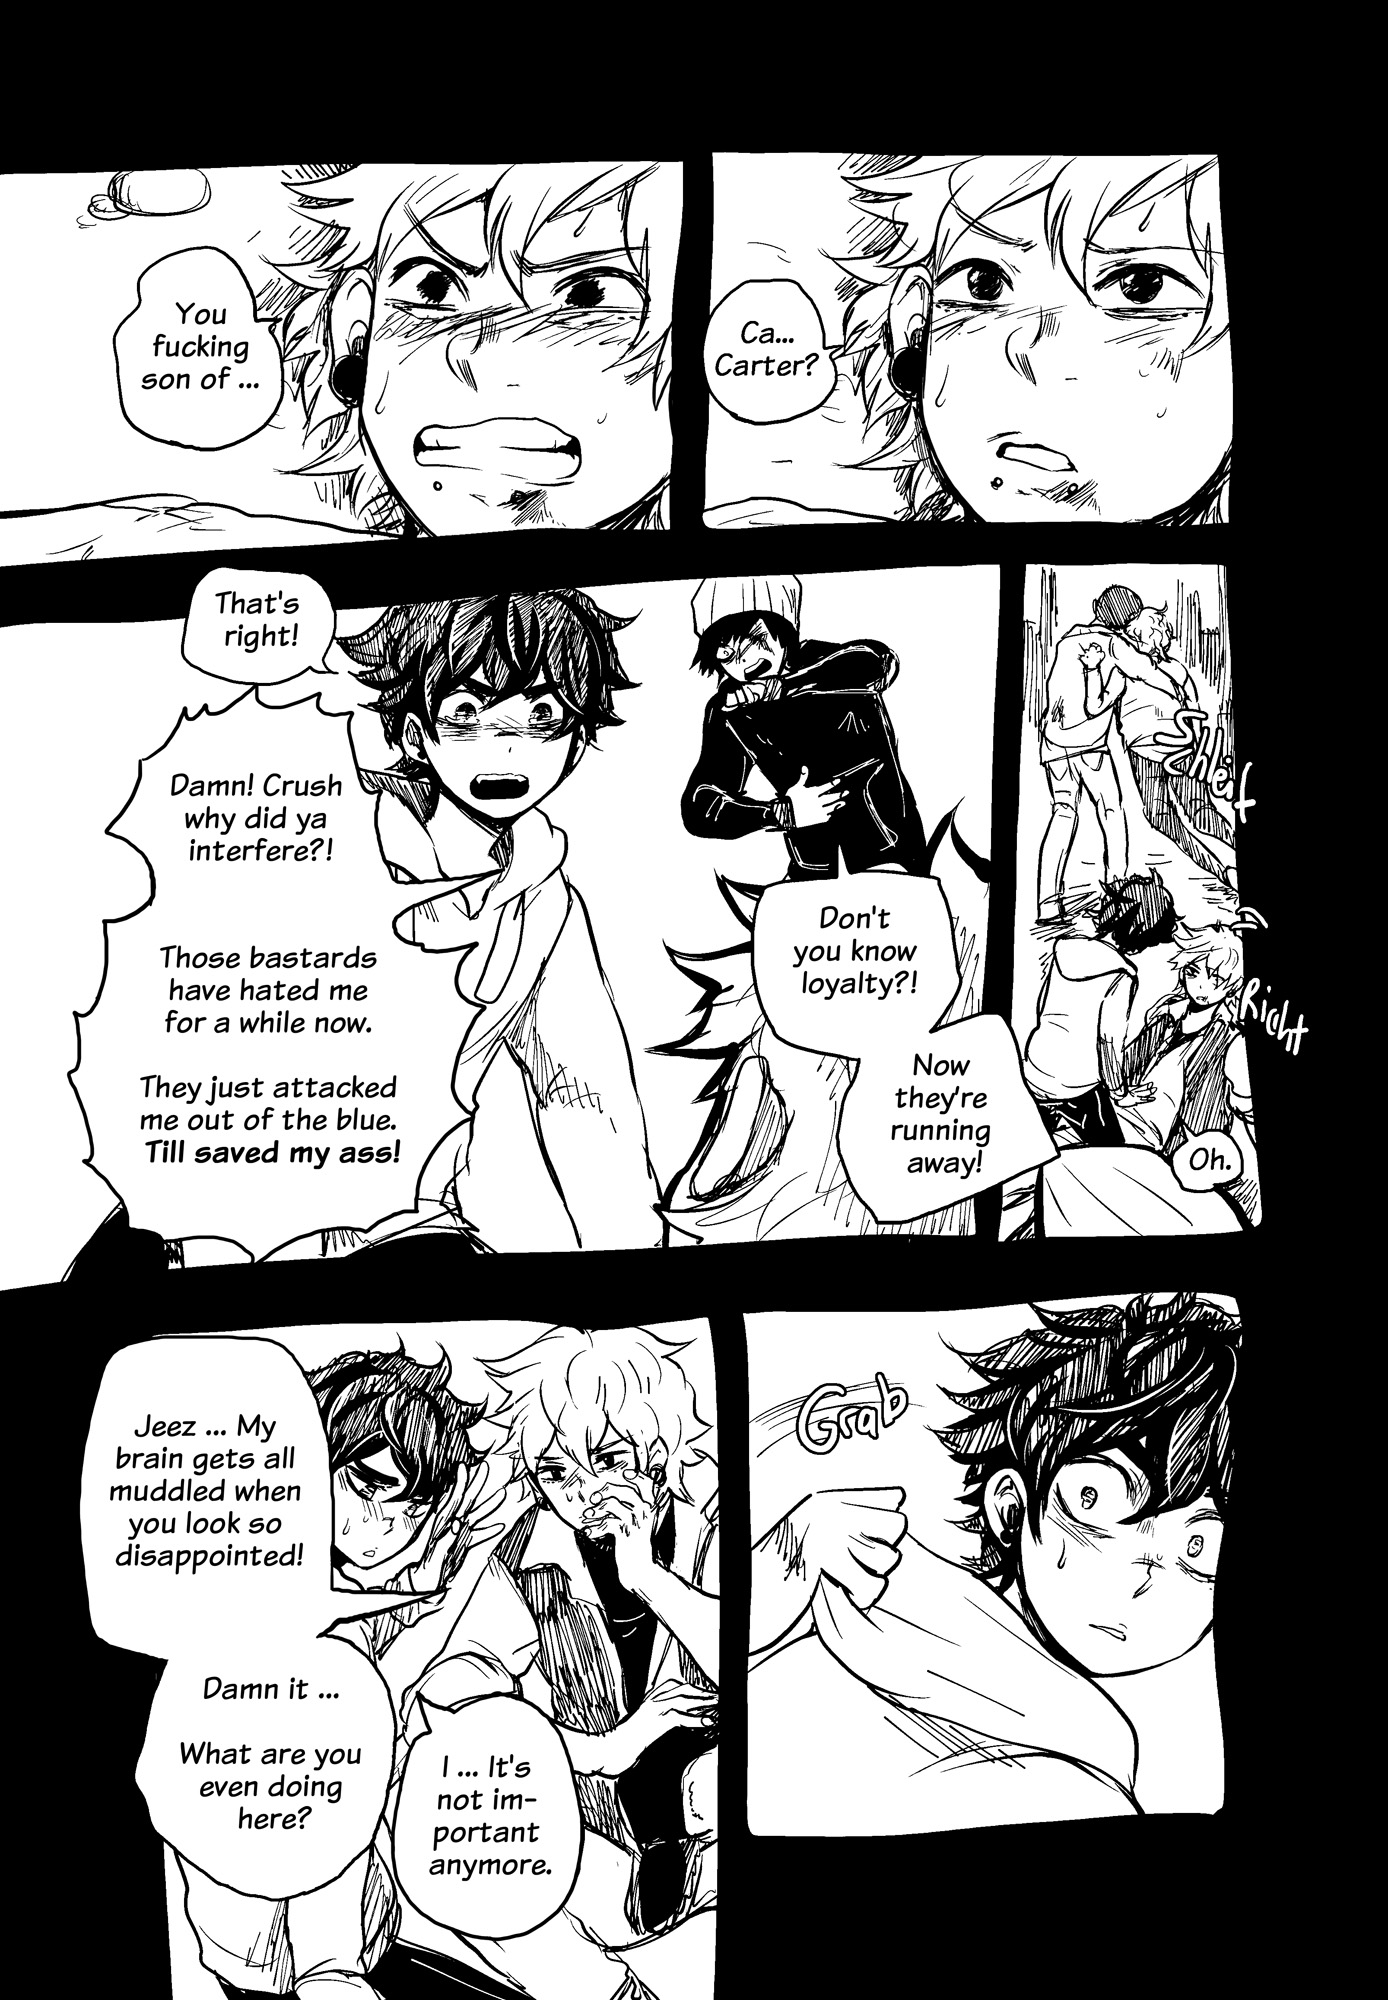 You
fucking
son of ...
Ca...
Carter?
That's
right!
Damn! Crush
why did ya
interfere?!
Those bastards
have hated me
for a while now.
They just attacked
me out of the blue.
Till saved my ass!
Don't
you know
loyalty?!
Now
they're
running
away!
Shleif
Right
Oh.
Jeez ... My
brain gets all
muddled when
you look so
disappointed!
Damn it ...
What are you
even doing
here?
I ... It's
not im-
portant
anymore.
Grab